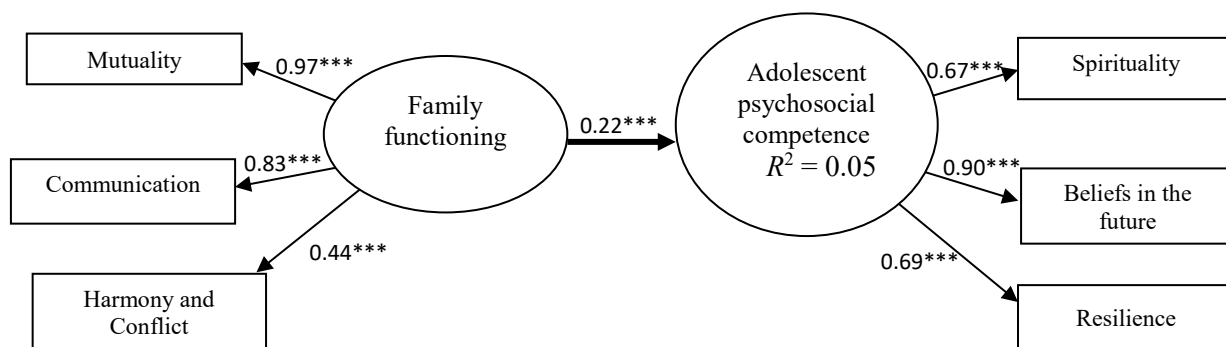 Mutuality
0.97***
Communication
0.83***
Harmony and
Conflict
0.44***
Family
functioning
0.22***
Adolescent
psychosocial
competence
R² = 0.05
0.67***
Spirituality
0.90***
Beliefs in the
future
0.69***
Resilience